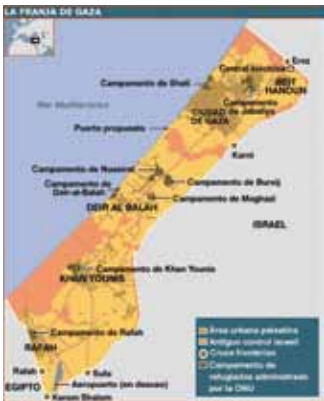 LA FRANJA DE GAZA
Erez
Central eléctrica
Campamento de Shati
BEIT
HANOUN
Campamento
de Jabaliya
Mar Mediterráneo
CIUDAD
DE GAZA
Puerto propuesto
Karni
Campamento de Nuseirat
Campamento de
Deir-al-Balah
Campamento de Bureij
Campamento de Maghazi
DEIR AL BALAH
ISRAEL
Campamento de Khan Younis
KHAN YOUNIS
Campamento de Rafah
RAFAH
Rafah
Sufa
EGIPTO
Aeropuerto (en desuso)
Kerem Shalom
Área urbana palestina
Antiguo control israelí
Cruce fronterizo
Campamento de
refugiados administrado
por la ONU